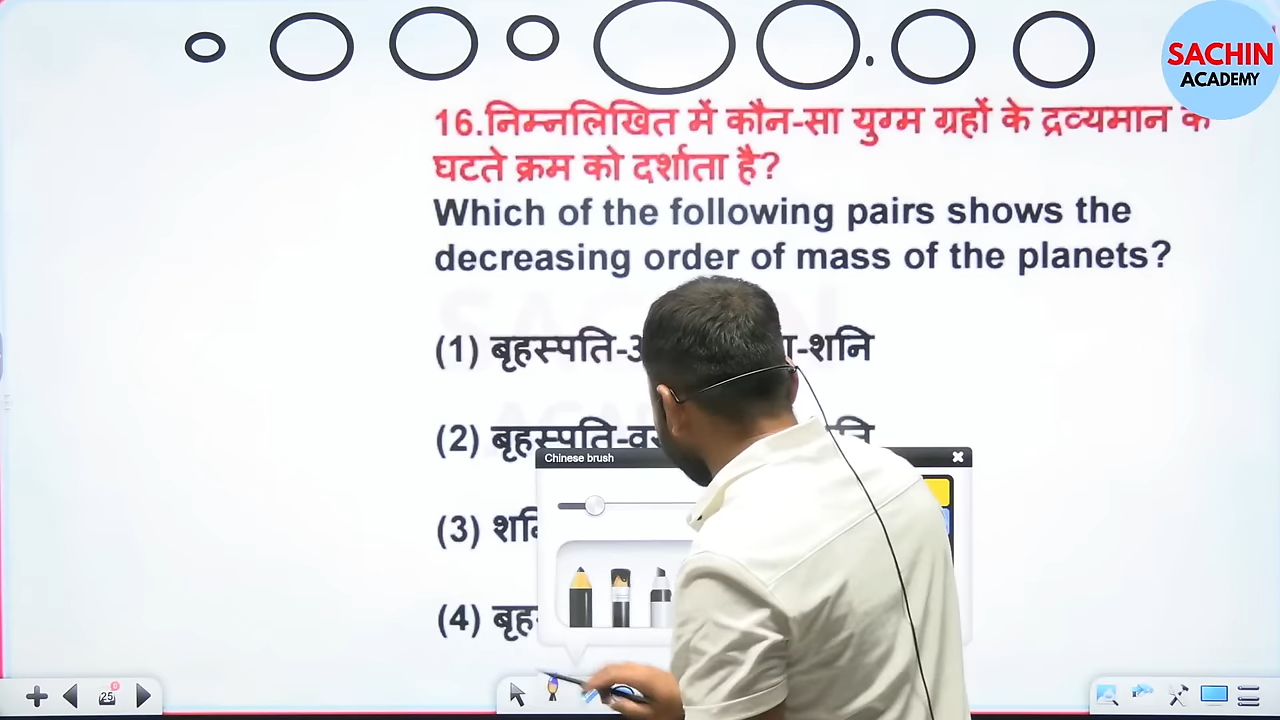 SACHIN
ACADEMY
16.निम्नलिखित में कौन-सा युग्म ग्रहों के द्रव्यमान के
घटते क्रम को दर्शाता है?
Which of the following pairs shows the
decreasing order of mass of the planets?
(1) बृहस्पति- -शनि
(2) बृहस्पति-
Chinese brush
(3)
(4)
25